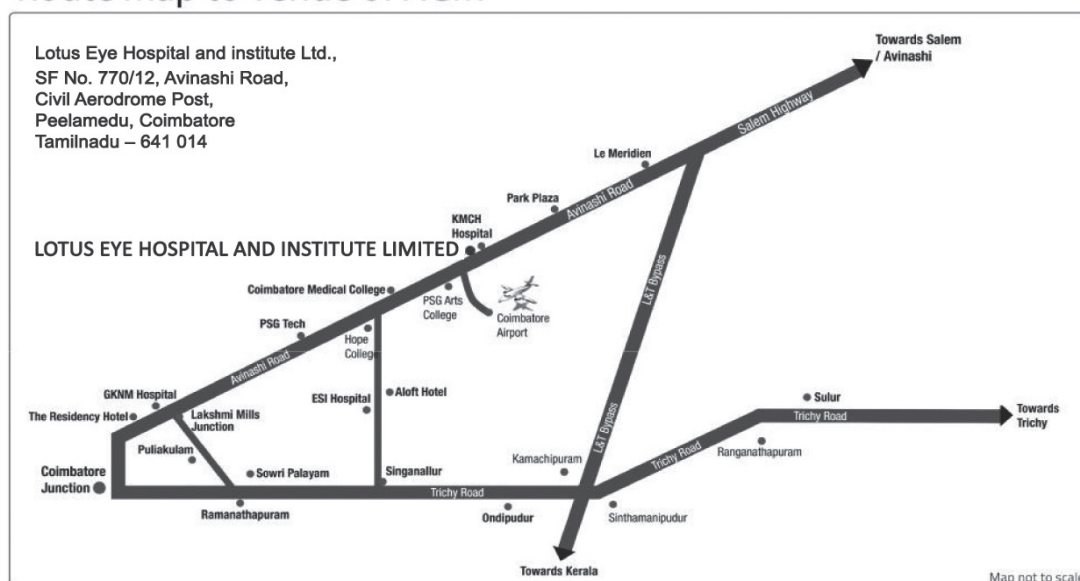 Lotus Eye Hospital and institute Ltd.,
SF No. 770/12, Avinashi Road,
Civil Aerodrome Post,
Peelamedu, Coimbatore
Tamilnadu – 641 014
Towards Salem
/ Avinashi
Salem Highway
Le Meridien
Avinashi Road
Park Plaza
KMCH
Hospital
LOTUS EYE HOSPITAL AND INSTITUTE LIMITED
L&T Bypass
Coimbatore Medical College
PSG Arts
College
Coimbatore
Airport
PSG Tech
Hope
College
Avinashi Road
GKNM Hospital
ESI Hospital
Aloft Hotel
The Residency Hotel
Lakshmi Mills
Junction
L&T Bypass
Sulur
Trichy Road
Towards
Trichy
Puliakulam
Kamachipuram
Trichy Road
Ranganathapuram
Coimbatore
Junction
Sowri Palayam
Singanallur
Trichy Road
Ramanathapuram
Ondipudur
Sinthamanipudur
Towards Kerala
Map not to scale